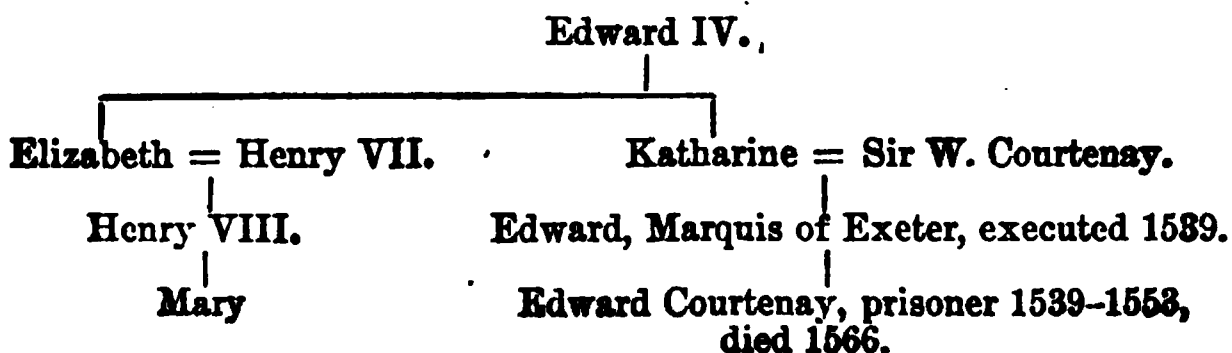 Edward IV.
Elizabeth = Henry VII. Katharine = Sir W. Courtenay.
Henry VIII. Edward, Marquis of Exeter, executed 1539.
Mary Edward Courtenay, prisoner 1539–1553,
died 1566.